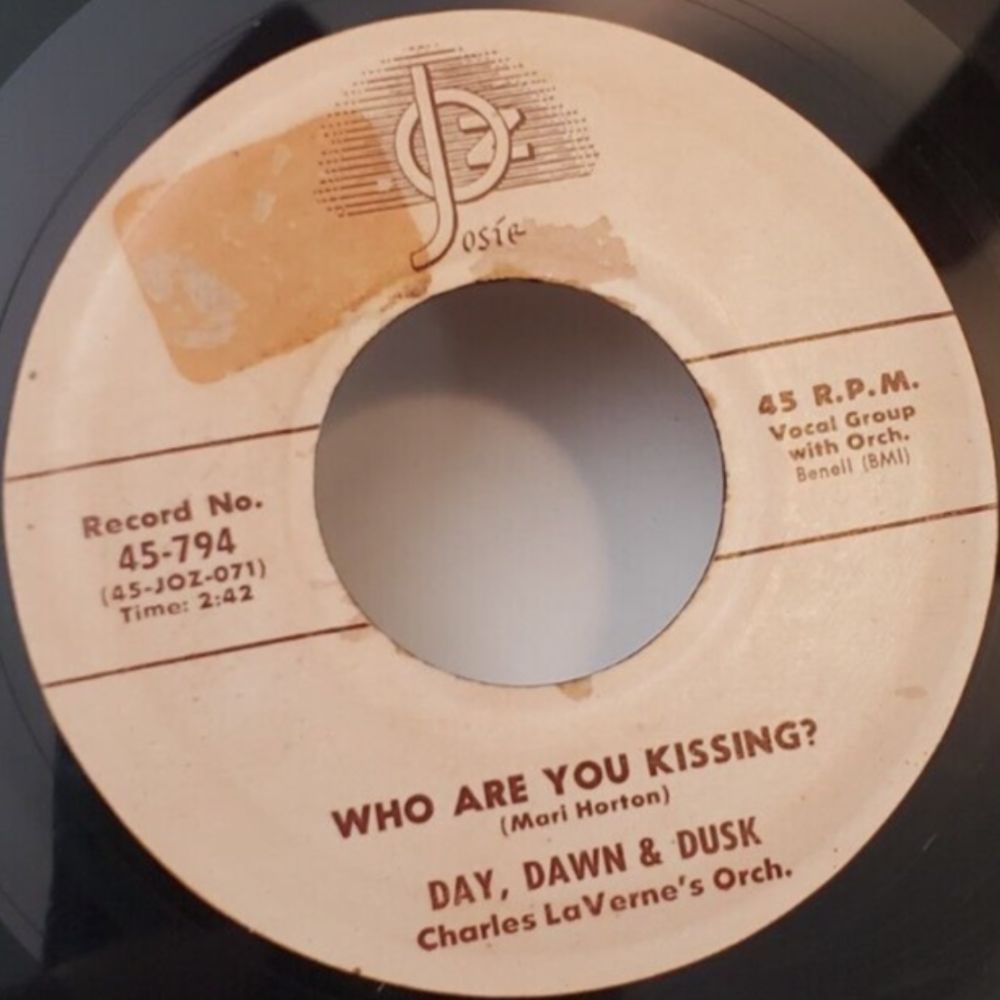 JOZ
Josie
45 R.P.M.
Vocal Group
with Orch.
Benell (BMI)
Record No.
45-794
(45-JOZ-071)
Time: 2:42
WHO ARE YOU KISSING?
(Mari Horton)
DAY, DAWN & DUSK
Charles LaVerne's Orch.